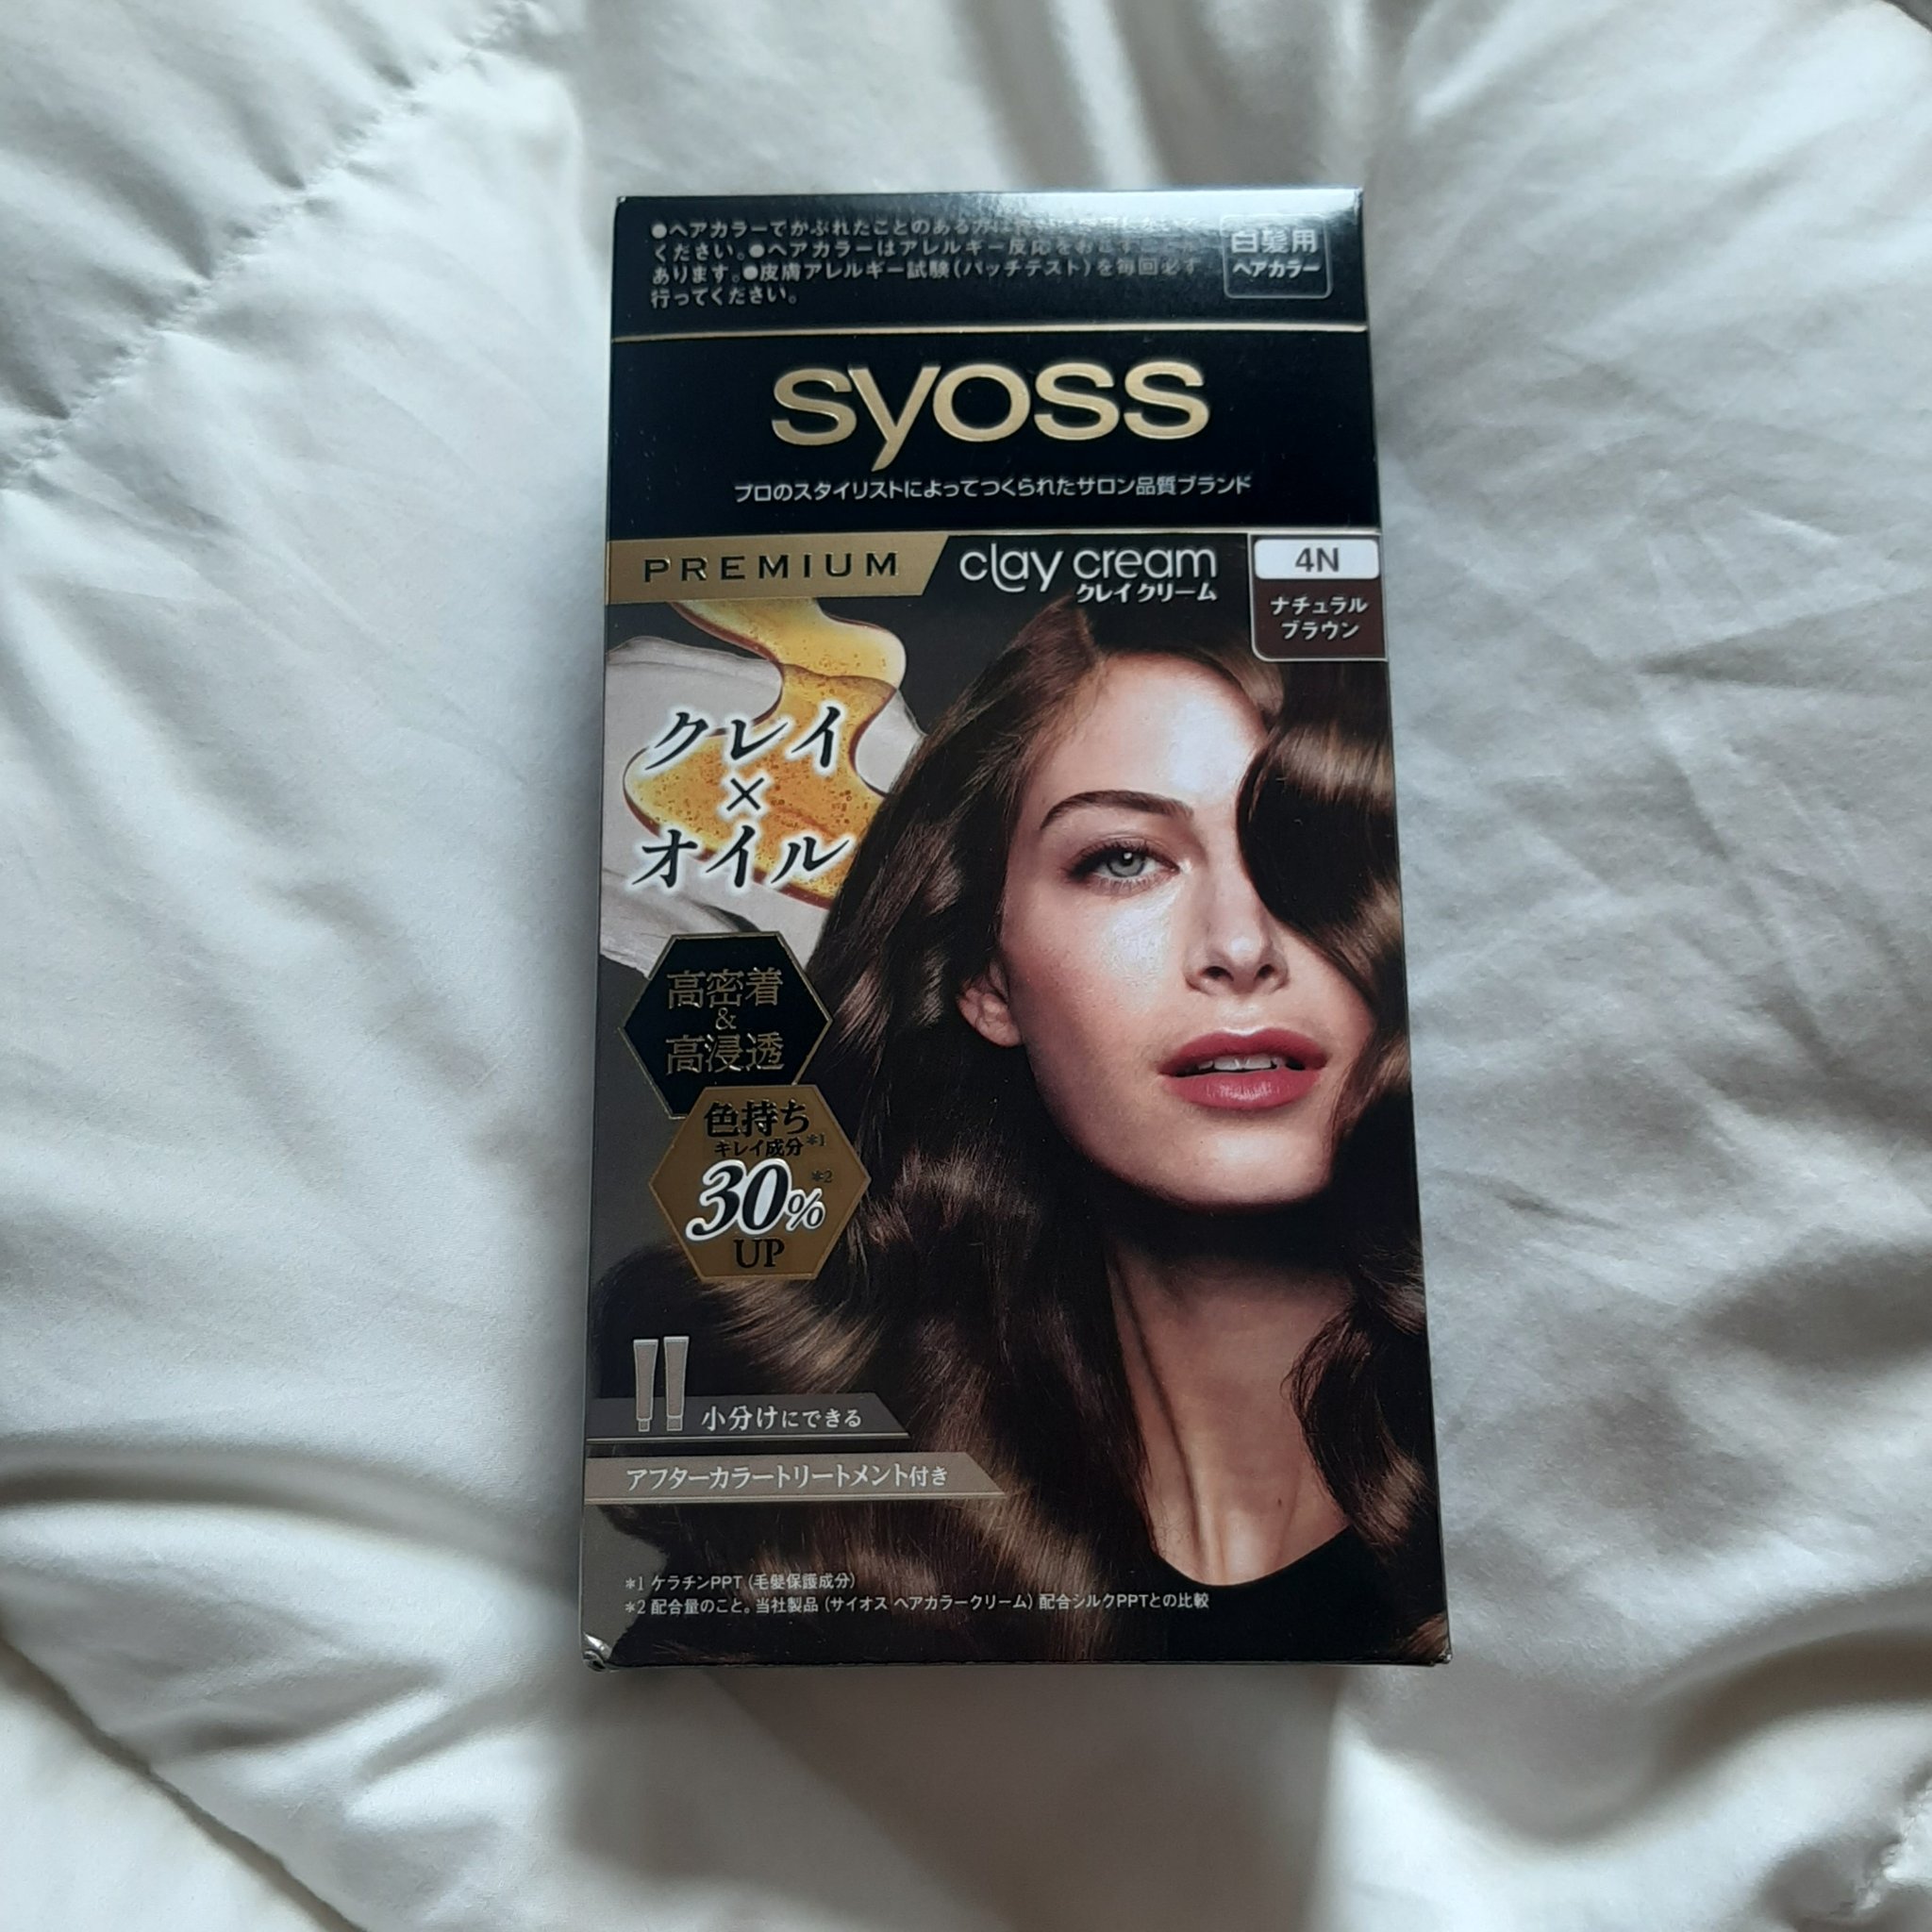 ●ヘアカラーでかぶれたことのある方は
ください。●ヘアカラーはアレルギー反応をおこすことが
あります。●皮膚アレルギー試験(パッチテスト)を毎回必ず
行ってください。
白髪用
ヘアカラー
syoss
プロのスタイリストによってつくられたサロン品質ブランド
PREMIUM
clay cream
クレイクリーム
4N
ナチュラル
ブラウン
クレイ
×
オイル
高密着
&
高浸透
色持ち
キレイ成分*1
30%*2
UP
小分けにできる
アフターカラートリートメント付き
*1 ケラチンPPT (毛髪保護成分)
*2 配合量のこと。当社製品 (サイオス ヘアカラークリーム) 配合シルクPPTとの比較